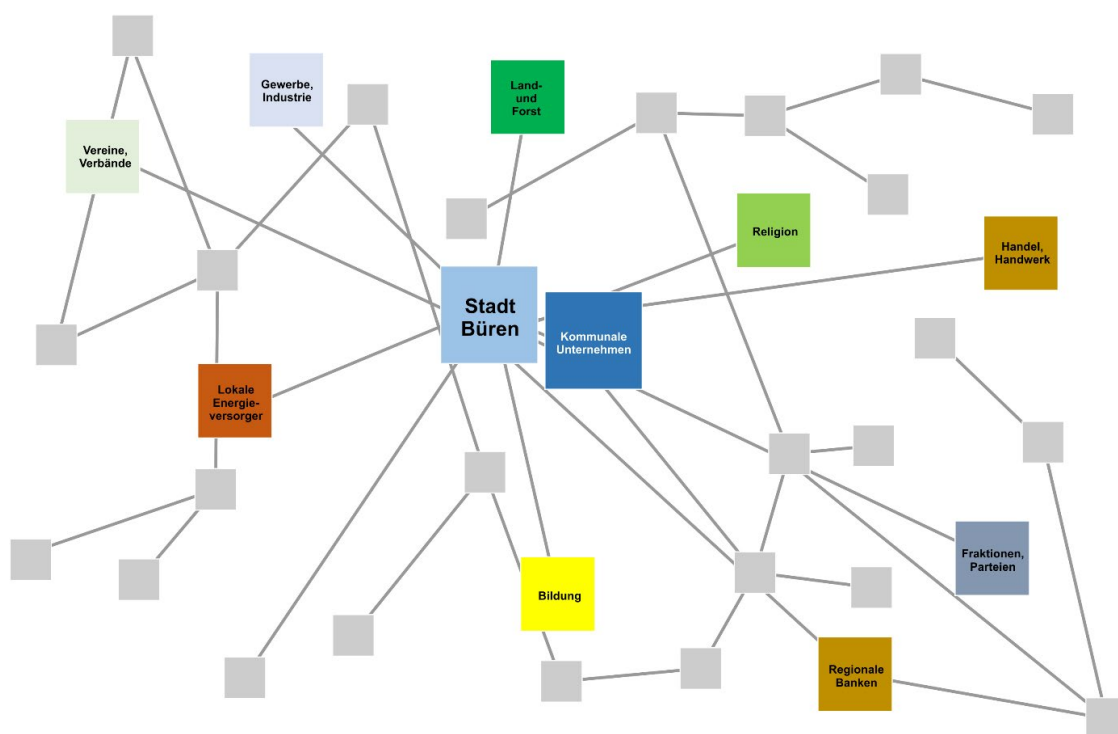 Gewerbe,
Industrie
Land-
und
Forst
Vereine,
Verbände
Religion
Handel,
Handwerk
Stadt
Büren
Kommunale
Unternehmen
Lokale
Energie-
versorger
Fraktionen,
Parteien
Bildung
Regionale
Banken